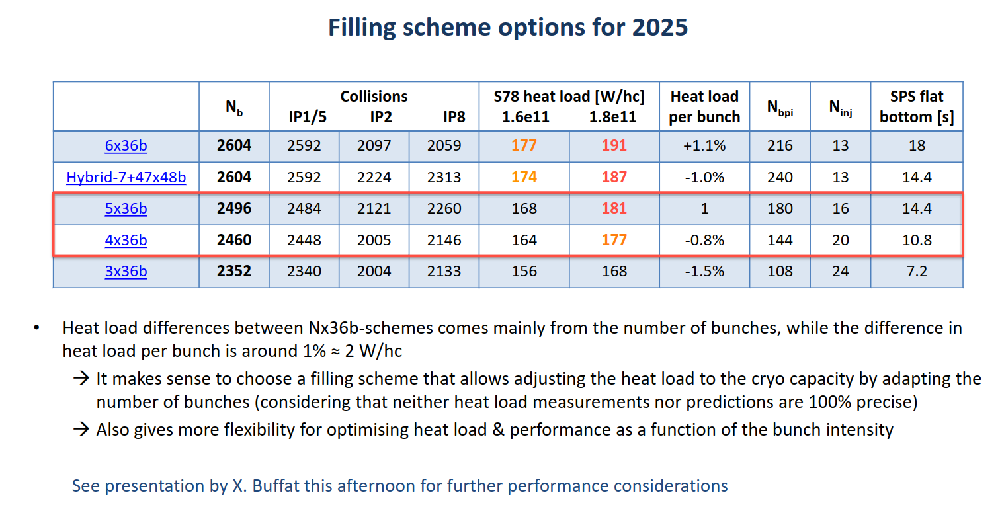 Filling scheme options for 2025
N_b Collisions S78 heat load [W/hc] Heat load per bunch N_bpi N_inj SPS flat bottom [s]
IP1/5 IP2 IP8 1.6e11 1.8e11
6x36b 2604 2592 2097 2059 177 191 +1.1% 216 13 18
Hybrid-7+47x48b 2604 2592 2224 2313 174 187 -1.0% 240 13 14.4
5x36b 2496 2484 2121 2260 168 181 1 180 16 14.4
4x36b 2460 2448 2005 2146 164 177 -0.8% 144 20 10.8
3x36b 2352 2340 2004 2133 156 168 -1.5% 108 24 7.2
• Heat load differences between Nx36b-schemes comes mainly from the number of bunches, while the difference in
heat load per bunch is around 1% ≈ 2 W/hc
→ It makes sense to choose a filling scheme that allows adjusting the heat load to the cryo capacity by adapting the
number of bunches (considering that neither heat load measurements nor predictions are 100% precise)
→ Also gives more flexibility for optimising heat load & performance as a function of the bunch intensity
See presentation by X. Buffat this afternoon for further performance considerations